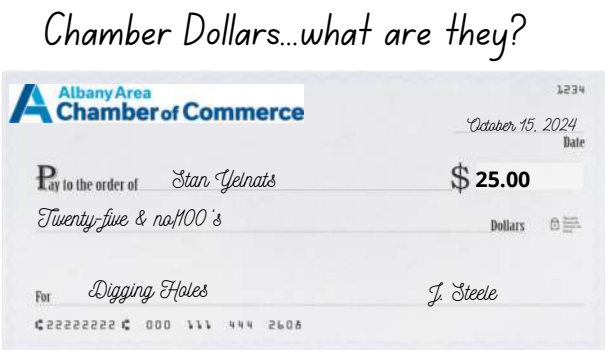 Chamber Dollars...what are they?
Albany Area
Chamber of Commerce
1234
October 15, 2024
Date
Pay to the order of Stan Yelnats $ 25.00
Twenty-five & no/100's Dollars
For Digging Holes J. Steele
⑆22222222⑆ 000 111 444 2608